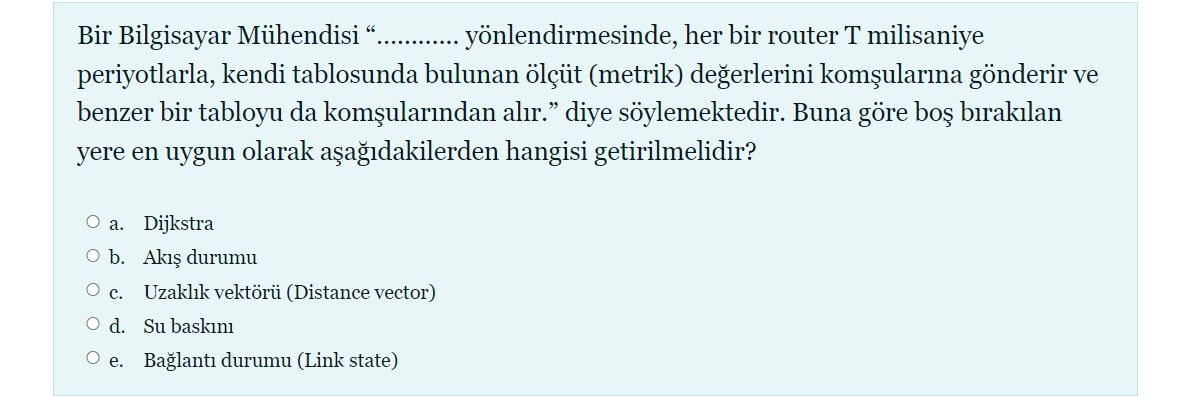 Bir Bilgisayar Mühendisi “............ yönlendirmesinde, her bir router T milisaniye
periyotlarla, kendi tablosunda bulunan ölçüt (metrik) değerlerini komşularına gönderir ve
benzer bir tabloyu da komşularından alır.” diye söylemektedir. Buna göre boş bırakılan
yere en uygun olarak aşağıdakilerden hangisi getirilmelidir?
a. Dijkstra
b. Akış durumu
c. Uzaklık vektörü (Distance vector)
d. Su baskını
e. Bağlantı durumu (Link state)